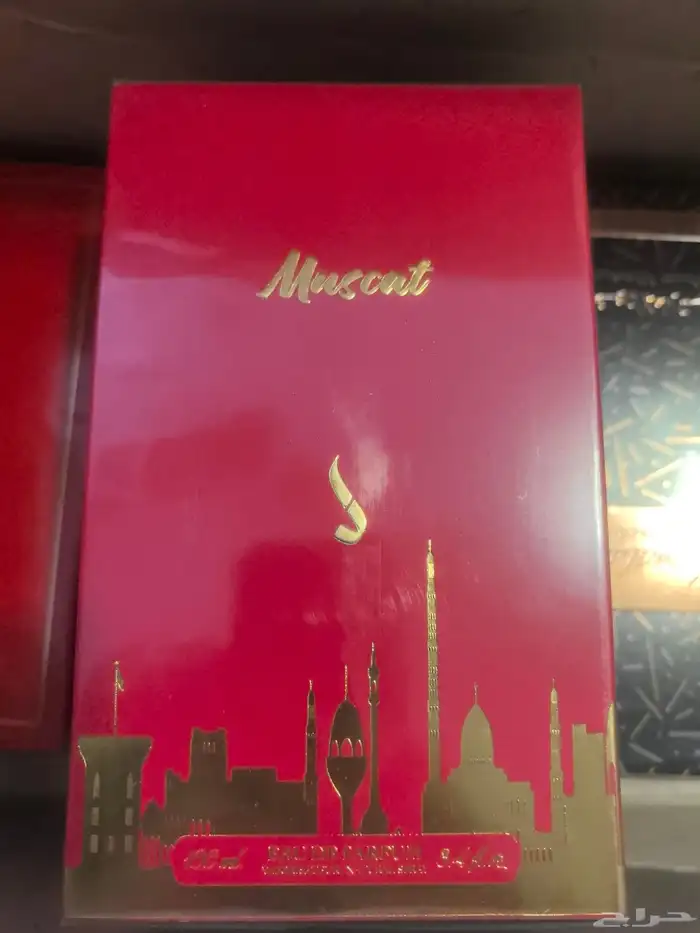 Muscat
100 ml EAU DE PARFUM 3.4 fl.oz.
حراج